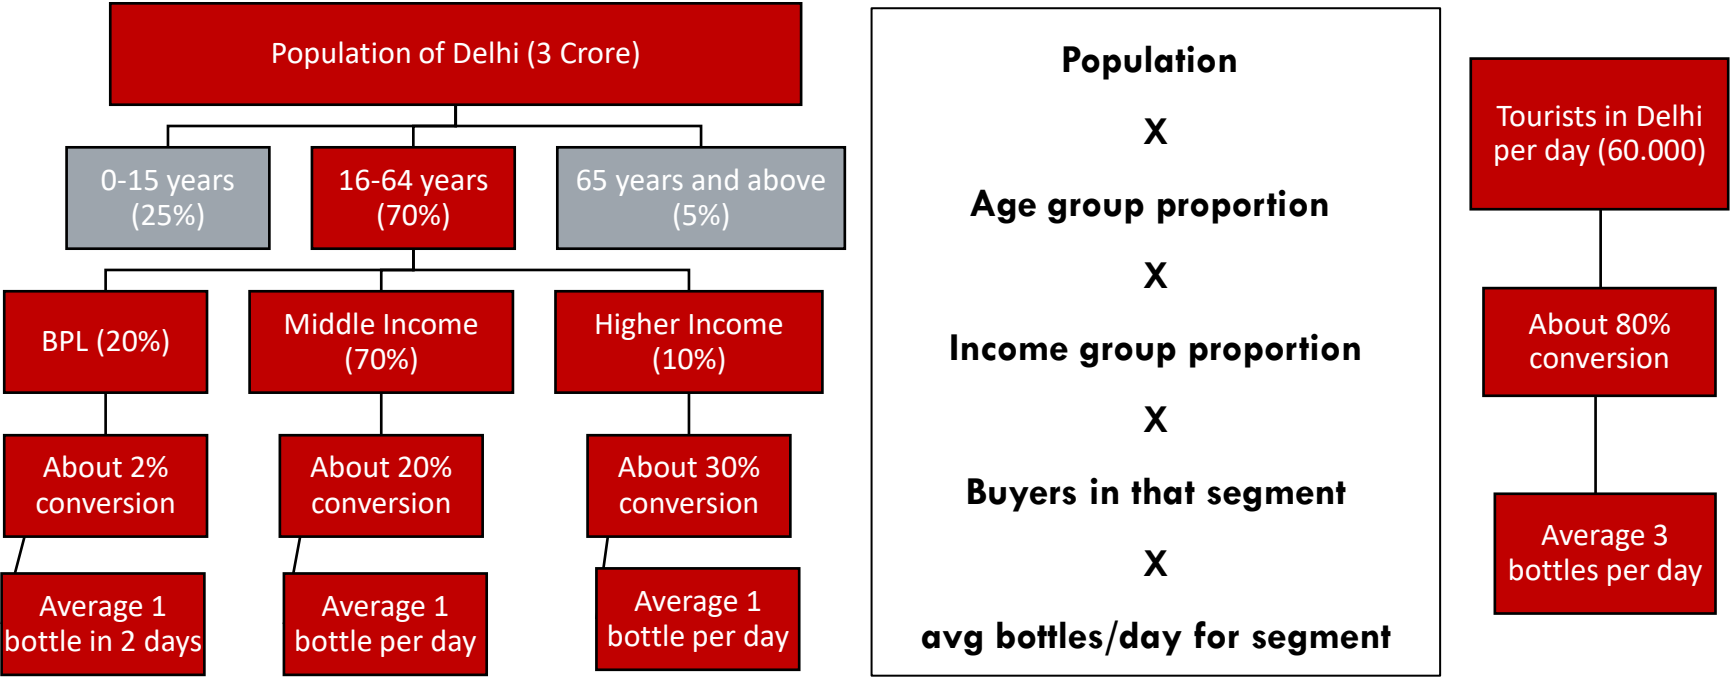 Population of Delhi (3 Crore)
0-15 years
(25%)
16-64 years
(70%)
65 years and above
(5%)
BPL (20%)
Middle Income
(70%)
Higher Income
(10%)
About 2%
conversion
About 20%
conversion
About 30%
conversion
Average 1
bottle in 2 days
Average 1
bottle per day
Average 1
bottle per day
Population
X
Age group proportion
X
Income group proportion
X
Buyers in that segment
X
avg bottles/day for segment
Tourists in Delhi
per day (60.000)
About 80%
conversion
Average 3
bottles per day